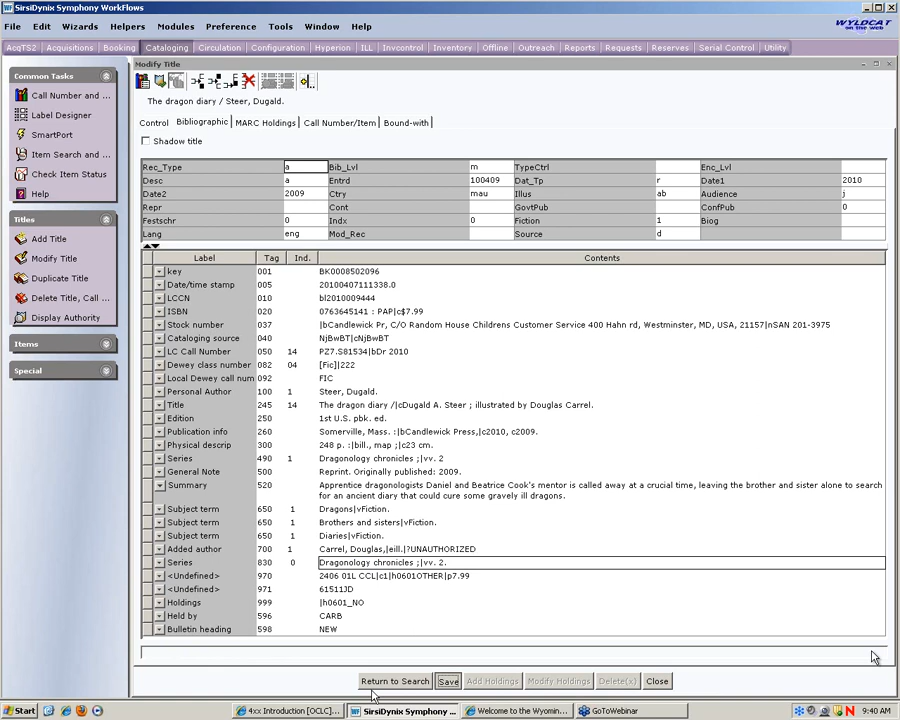 SirsiDynix Symphony WorkFlows
File Edit Wizards Helpers Modules Preference Tools Window Help
WYLDCAT
on the web
AcqTS2 Acquisitions Booking Cataloging Circulation Configuration Hyperion ILL Invcontrol Inventory Offline Outreach Reports Requests Reserves Serial Control Utility
Common Tasks
Call Number and ...
Label Designer
SmartPort
Item Search and ...
Check Item Status
Help
Titles
Add Title
Modify Title
Duplicate Title
Delete Title, Call ...
Display Authority
Items
Special
Modify Title
The dragon diary / Steer, Dugald.
Control Bibliographic MARC Holdings Call Number/Item Bound-with
Shadow title
Rec_Type a Bib_Lvl m TypeCtrl Enc_Lvl
Desc a Entrd 100409 Dat_Tp r Date1 2010
Date2 2009 Ctry mau Illus ab Audience j
Repr Cont GovtPub ConfPub 0
Festschr 0 Indx 0 Fiction 1 Biog
Lang eng Mod_Rec Source d
Label Tag Ind. Contents
key 001 BK0008502096
Date/time stamp 005 20100407111338.0
LCCN 010 bl2010009444
ISBN 020 0763645141 : PAP|c$7.99
Stock number 037 |bCandlewick Pr, C/O Random House Childrens Customer Service 400 Hahn rd, Westminster, MD, USA, 21157|nSAN 201-3975
Cataloging source 040 NjBwBT|cNjBwBT
LC Call Number 050 14 PZ7.S81534|bDr 2010
Dewey class number 082 04 [Fic]|222
Local Dewey call num 092 FIC
Personal Author 100 1 Steer, Dugald.
Title 245 14 The dragon diary /|cDugald A. Steer ; illustrated by Douglas Carrel.
Edition 250 1st U.S. pbk. ed.
Publication info 260 Somerville, Mass. :|bCandlewick Press,|c2010, c2009.
Physical descrip 300 248 p. :|bill., map ;|c23 cm.
Series 490 1 Dragonology chronicles ;|vv. 2
General Note 500 Reprint. Originally published: 2009.
Summary 520 Apprentice dragonologists Daniel and Beatrice Cook's mentor is called away at a crucial time, leaving the brother and sister alone to search
for an ancient diary that could cure some gravely ill dragons.
Subject term 650 1 Dragons|vFiction.
Subject term 650 1 Brothers and sisters|vFiction.
Subject term 650 1 Diaries|vFiction.
Added author 700 1 Carrel, Douglas,|eill.|?UNAUTHORIZED
Series 830 0 Dragonology chronicles ;|vv. 2.
<Undefined> 970 2406 01L CCL|c1|h0601OTHER|p7.99
<Undefined> 971 61511JD
Holdings 999 |h0601_NO
Held by 596 CARB
Bulletin heading 598 NEW
Return to Search Save Add Holdings Modify Holdings Delete(x) Close
Start 4xx Introduction [OCLC]... SirsiDynix Symphony ... Welcome to the Wyomin... GoToWebinar 9:40 AM